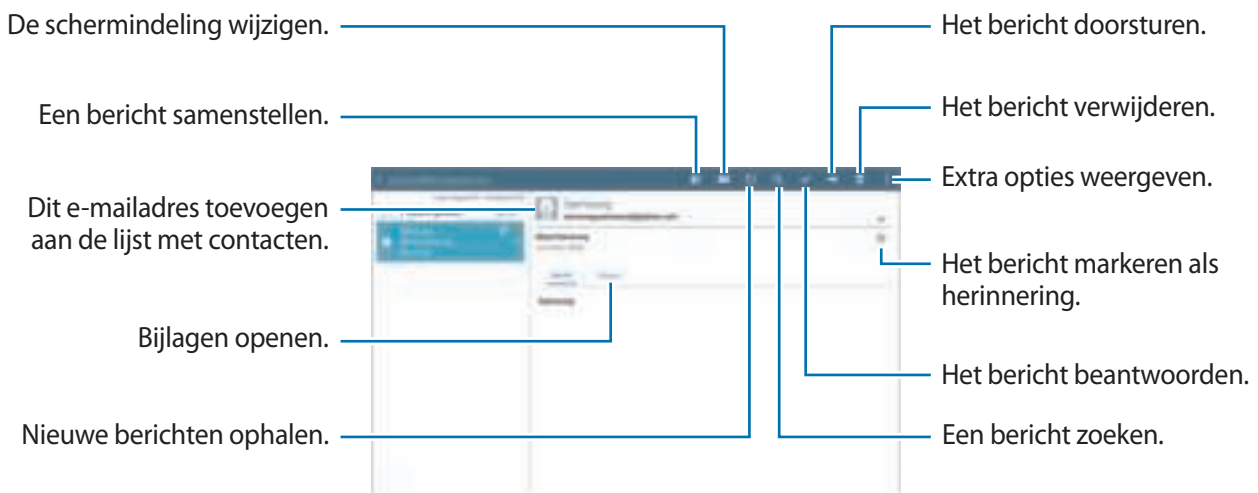 De schermindeling wijzigen.
Een bericht samenstellen.
Dit e-mailadres toevoegen
aan de lijst met contacten.
Bijlagen openen.
Nieuwe berichten ophalen.
Het bericht doorsturen.
Het bericht verwijderen.
Extra opties weergeven.
Het bericht markeren als
herinnering.
Het bericht beantwoorden.
Een bericht zoeken.